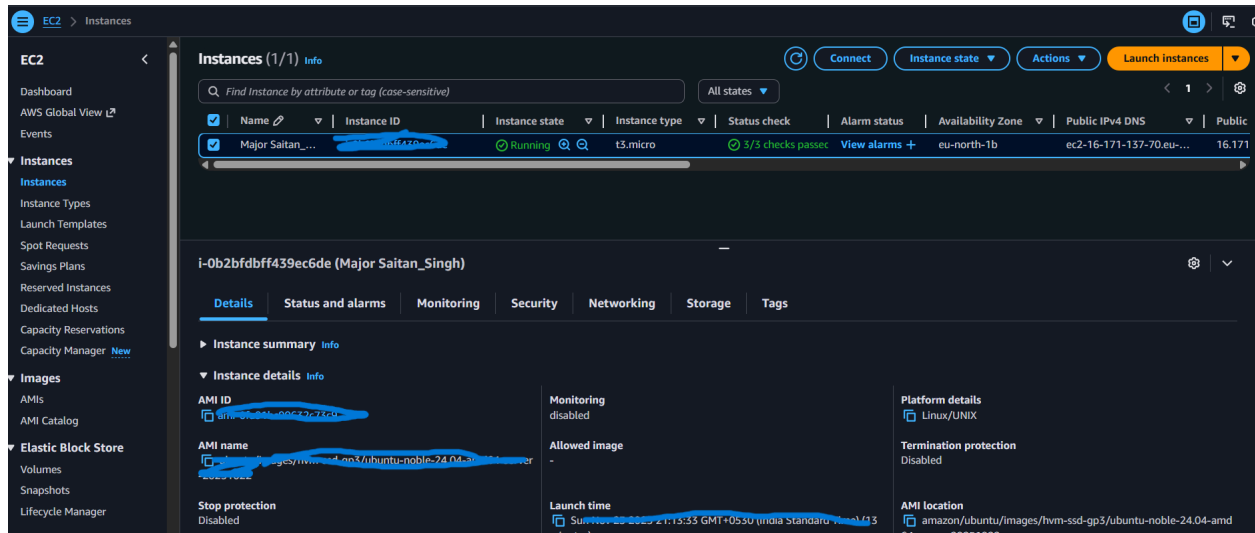 EC2 > Instances
EC2
Dashboard
AWS Global View
Events
Instances
Instances
Instance Types
Launch Templates
Spot Requests
Savings Plans
Reserved Instances
Dedicated Hosts
Capacity Reservations
Capacity Manager New
Images
AMIs
AMI Catalog
Elastic Block Store
Volumes
Snapshots
Lifecycle Manager
Instances (1/1) Info
Connect
Instance state
Actions
Launch instances
Find Instance by attribute or tag (case-sensitive)
All states
1
Name Instance ID Instance state Instance type Status check Alarm status Availability Zone Public IPv4 DNS Public
Major Saitan_... Running t3.micro 3/3 checks passec View alarms + eu-north-1b ec2-16-171-137-70.eu-... 16.171
i-0b2bfdbff439ec6de (Major Saitan_Singh)
Details Status and alarms Monitoring Security Networking Storage Tags
Instance summary Info
Instance details Info
AMI ID
AMI name
Stop protection
Disabled
Monitoring
disabled
Allowed image
-
Launch time
GMT+0530 (India Standard (13
Platform details
Linux/UNIX
Termination protection
Disabled
AMI location
amazon/ubuntu/images/hvm-ssd-gp3/ubuntu-noble-24.04-amd